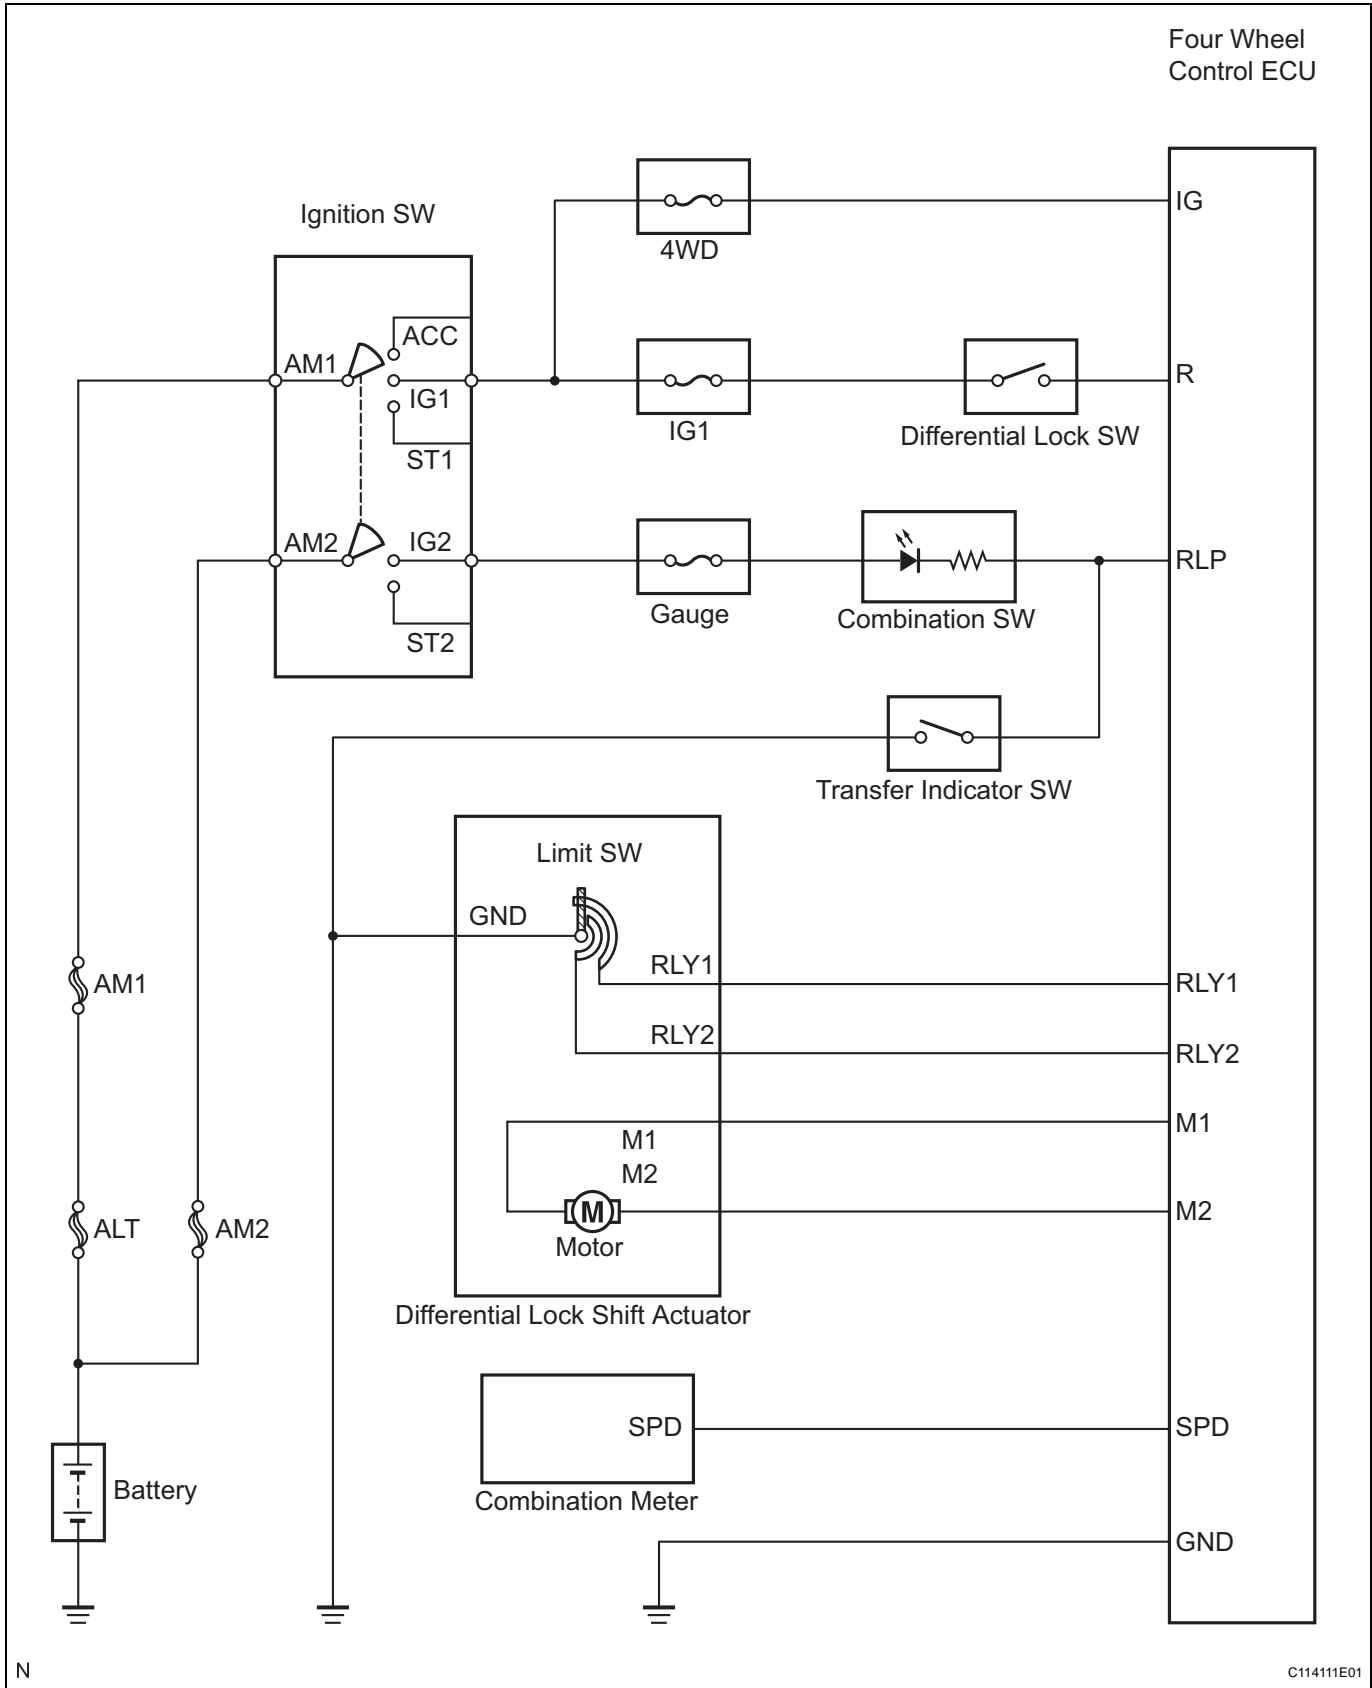 Four Wheel
Control ECU
IG
4WD
Ignition SW
ACC
AM1
IG1
ST1
IG1
R
Differential Lock SW
AM2
IG2
ST2
Gauge
Combination SW
RLP
Transfer Indicator SW
Limit SW
GND
RLY1
RLY1
RLY2
RLY2
M1
M1
M2
M
M2
Motor
Differential Lock Shift Actuator
AM1
ALT
AM2
SPD
SPD
Combination Meter
Battery
GND
N
C114111E01